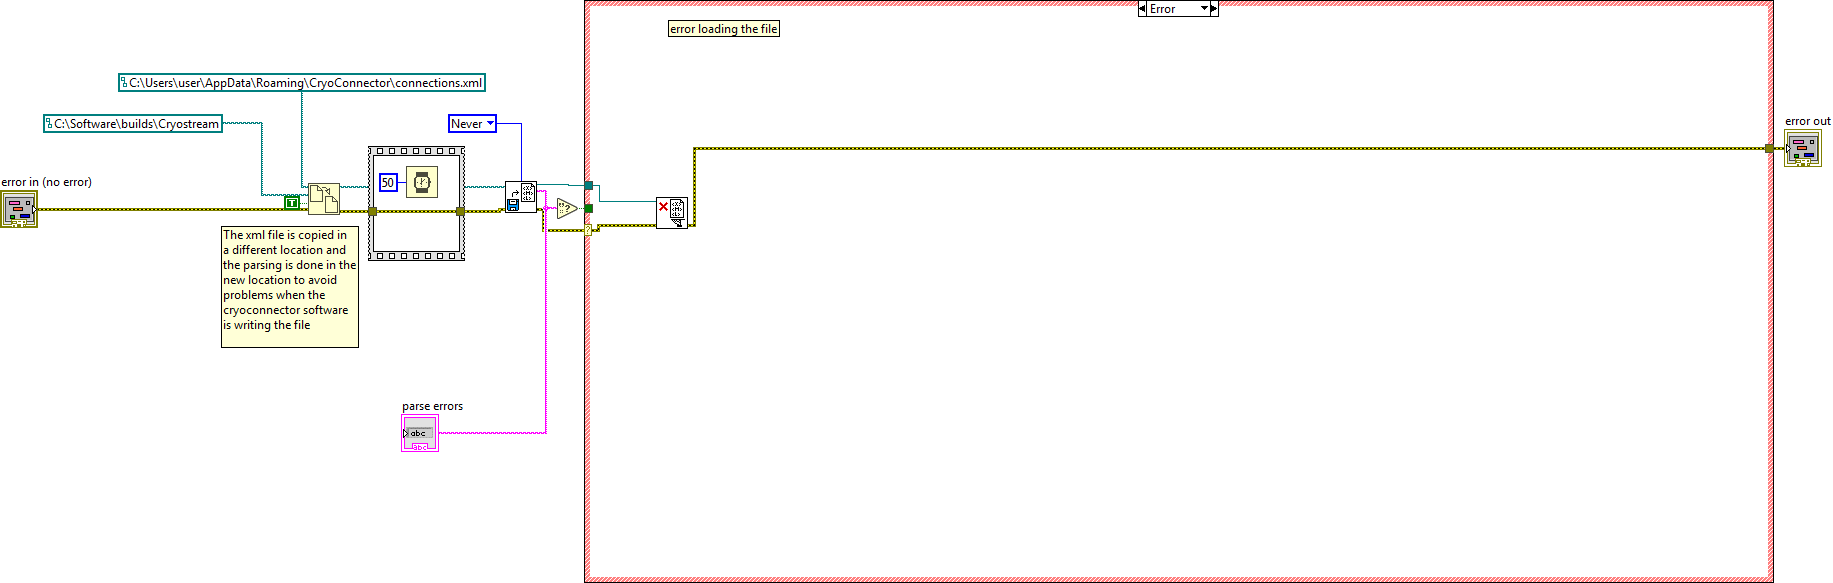 Error
error loading the file
C:\Users\user\AppData\Roaming\CryoConnector\connections.xml
C:\Software\builds\Cryostream
Never
error out
error in (no error)
50
T
?
?
The xml file is copied in
a different location and
the parsing is done in the
new location to avoid
problems when the
cryoconnector software
is writing the file
parse errors
abc
abc